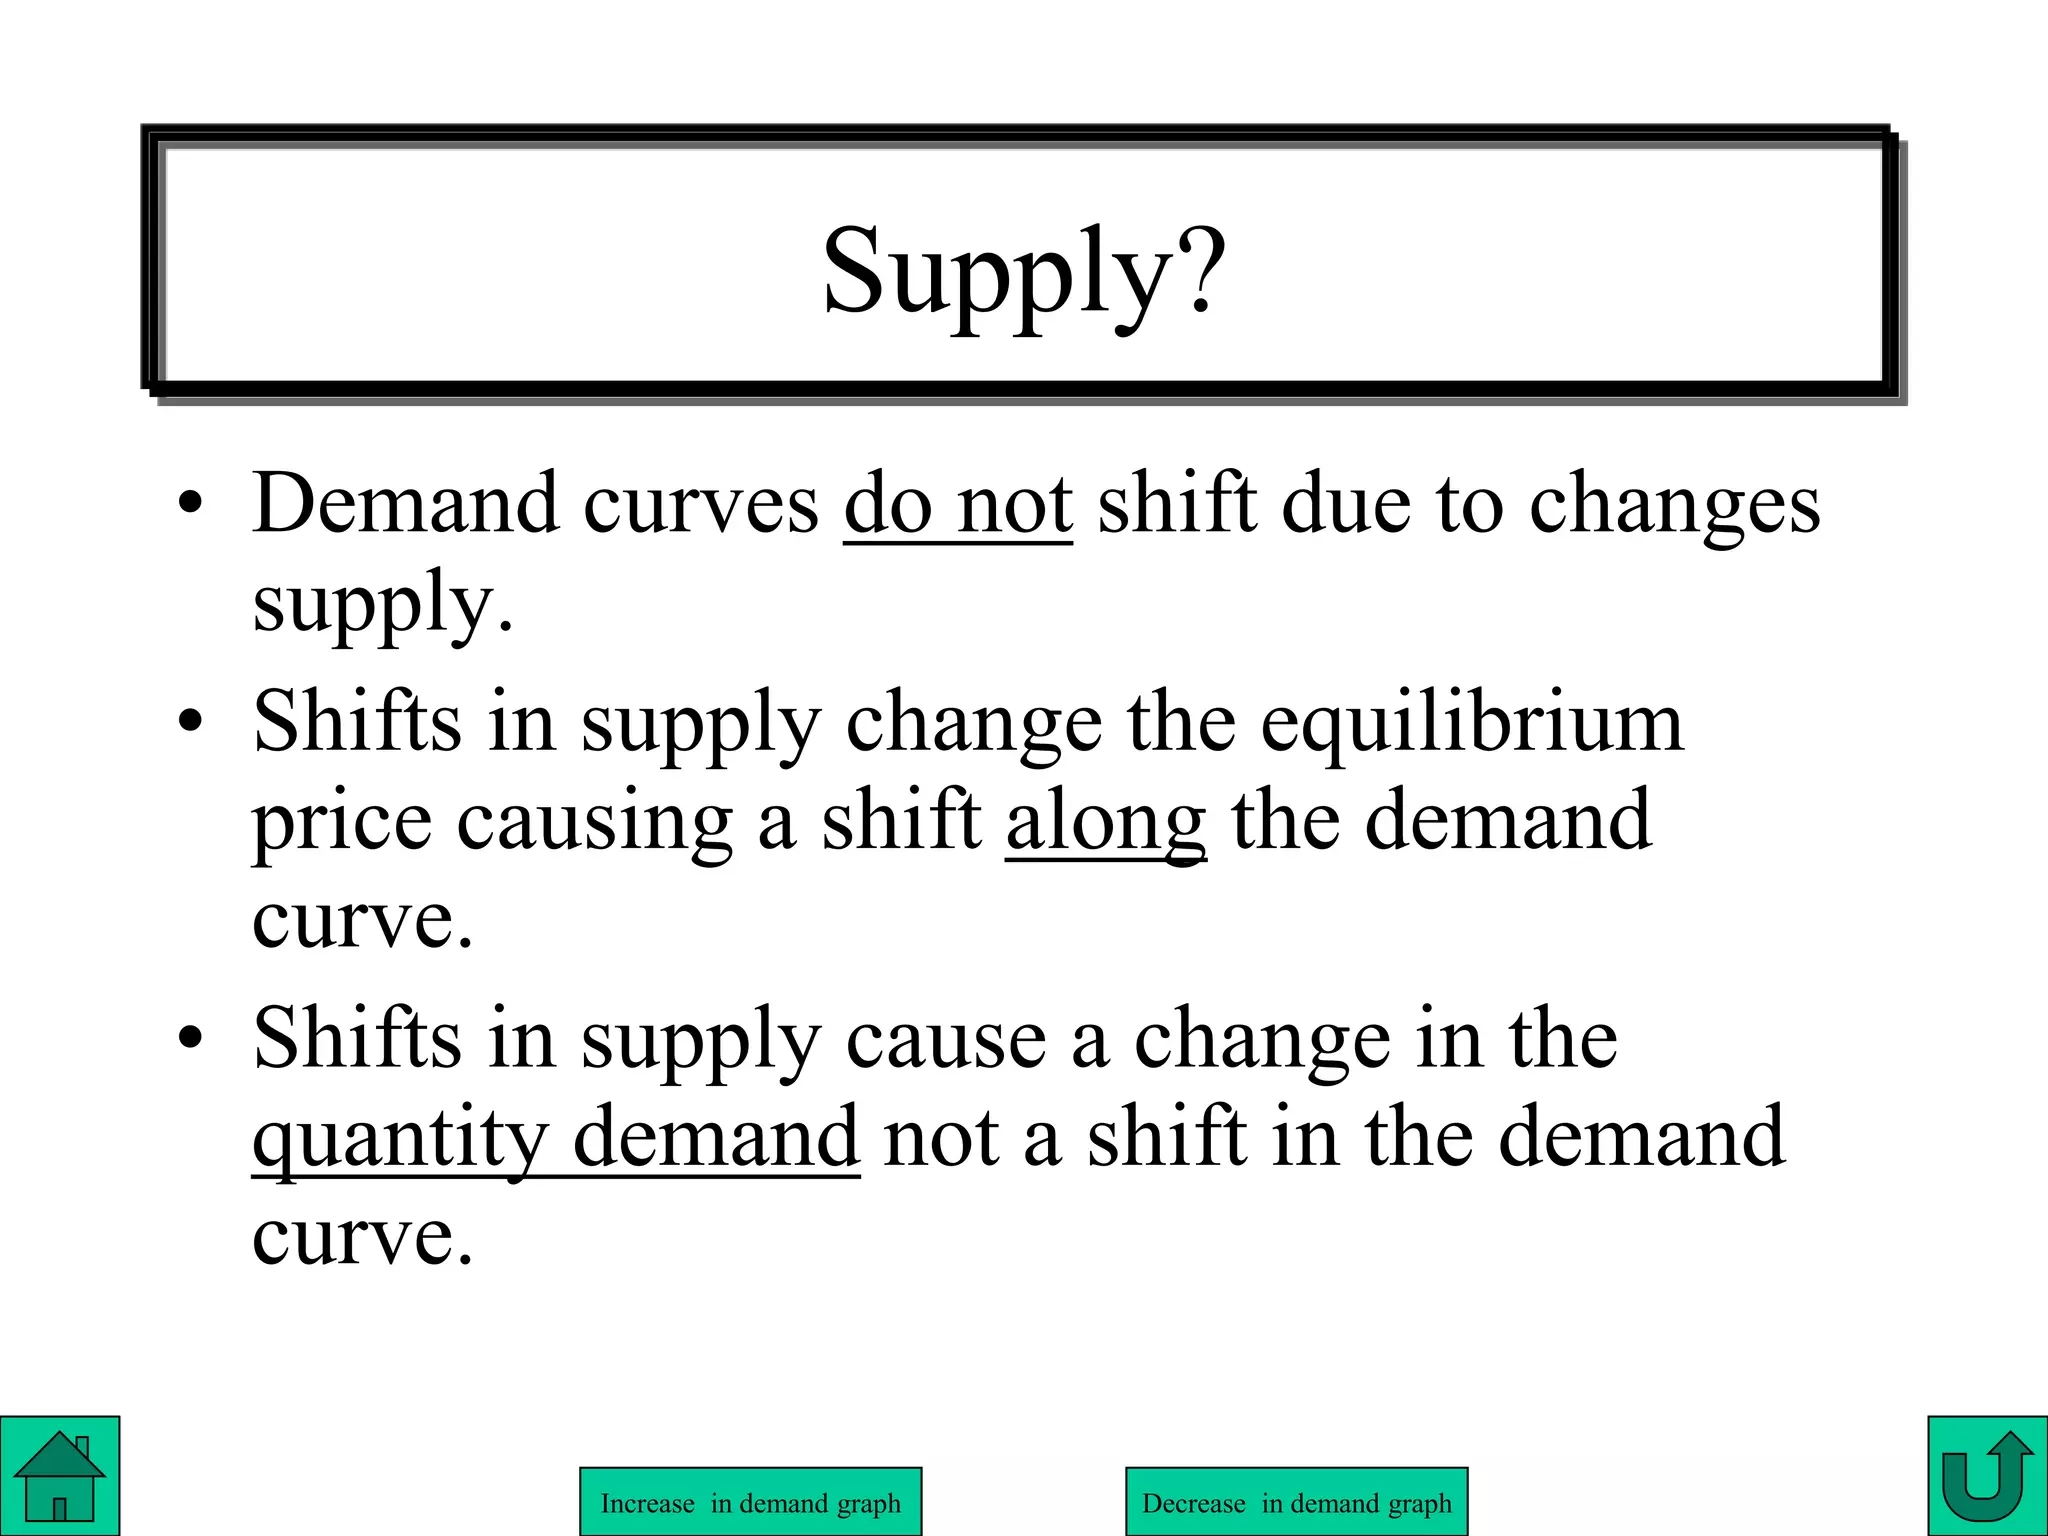 Supply?
• Demand curves do not shift due to changes
supply.
• Shifts in supply change the equilibrium
price causing a shift along the demand
curve.
• Shifts in supply cause a change in the
quantity demand not a shift in the demand
curve.
Increase  in demand graph
Decrease  in demand graph